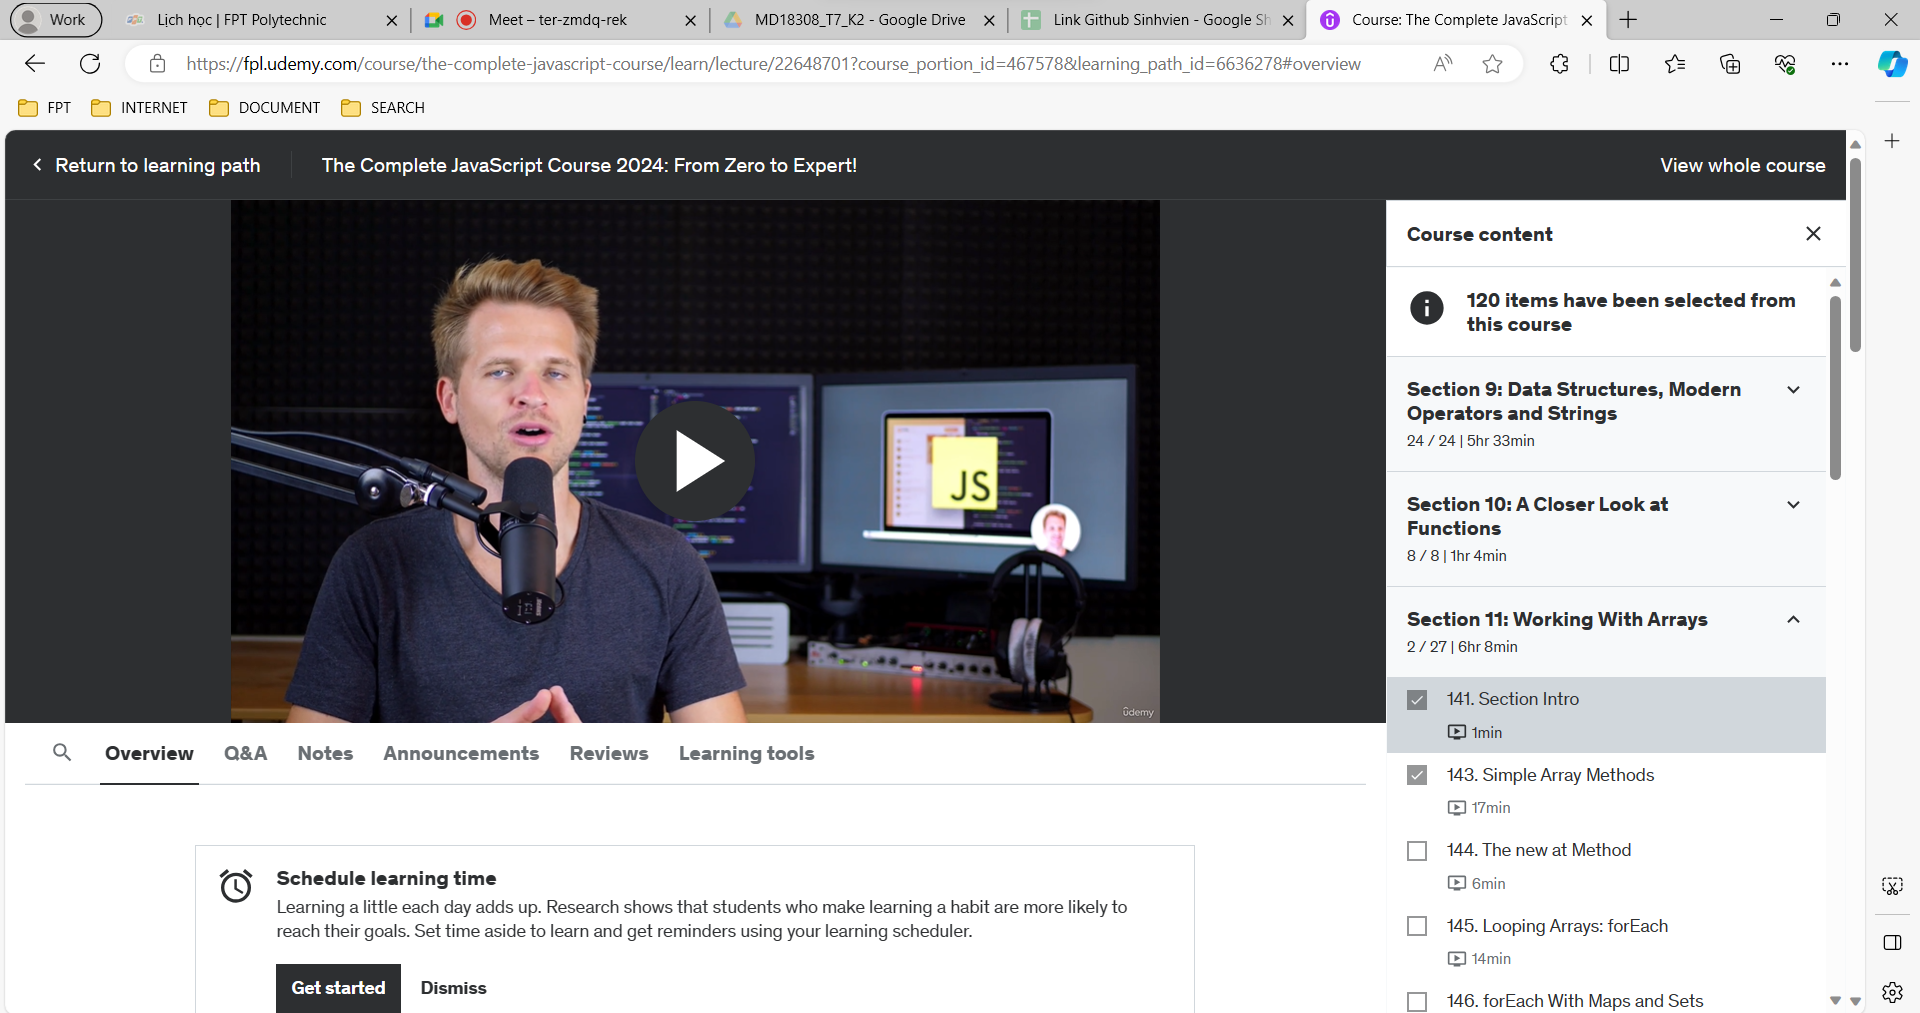 Work
Lịch học | FPT Polytechnic
Meet – ter-zmdq-rek
MD18308_T7_K2 - Google Drive
Link Github Sinhvien - Google Sh
Course: The Complete JavaScript
https://fpl.udemy.com/course/the-complete-javascript-course/learn/lecture/22648701?course_portion_id=467578&learning_path_id=6636278#overview
FPT
INTERNET
DOCUMENT
SEARCH
Return to learning path
The Complete JavaScript Course 2024: From Zero to Expert!
View whole course
JS
udemy
Course content
120 items have been selected from
this course
Section 9: Data Structures, Modern
Operators and Strings
24 / 24 | 5hr 33min
Section 10: A Closer Look at
Functions
8 / 8 | 1hr 4min
Section 11: Working With Arrays
2 / 27 | 6hr 8min
141. Section Intro
1min
143. Simple Array Methods
17min
144. The new at Method
6min
145. Looping Arrays: forEach
14min
146. forEach With Maps and Sets
Overview
Q&A
Notes
Announcements
Reviews
Learning tools
Schedule learning time
Learning a little each day adds up. Research shows that students who make learning a habit are more likely to
reach their goals. Set time aside to learn and get reminders using your learning scheduler.
Get started
Dismiss